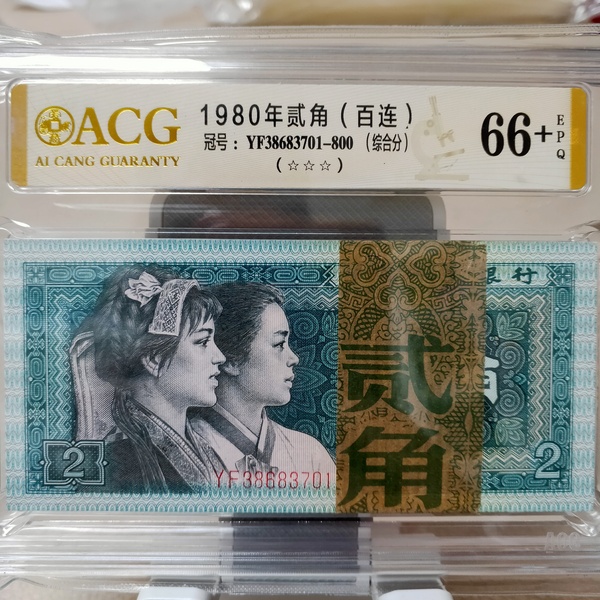 ACG
AI CANG GUARANTY
1980年贰角（百连）
冠号：YF38683701-800（综合分）
（☆☆☆）
66+
EPQ
银行
贰角
2
YF38683701
2